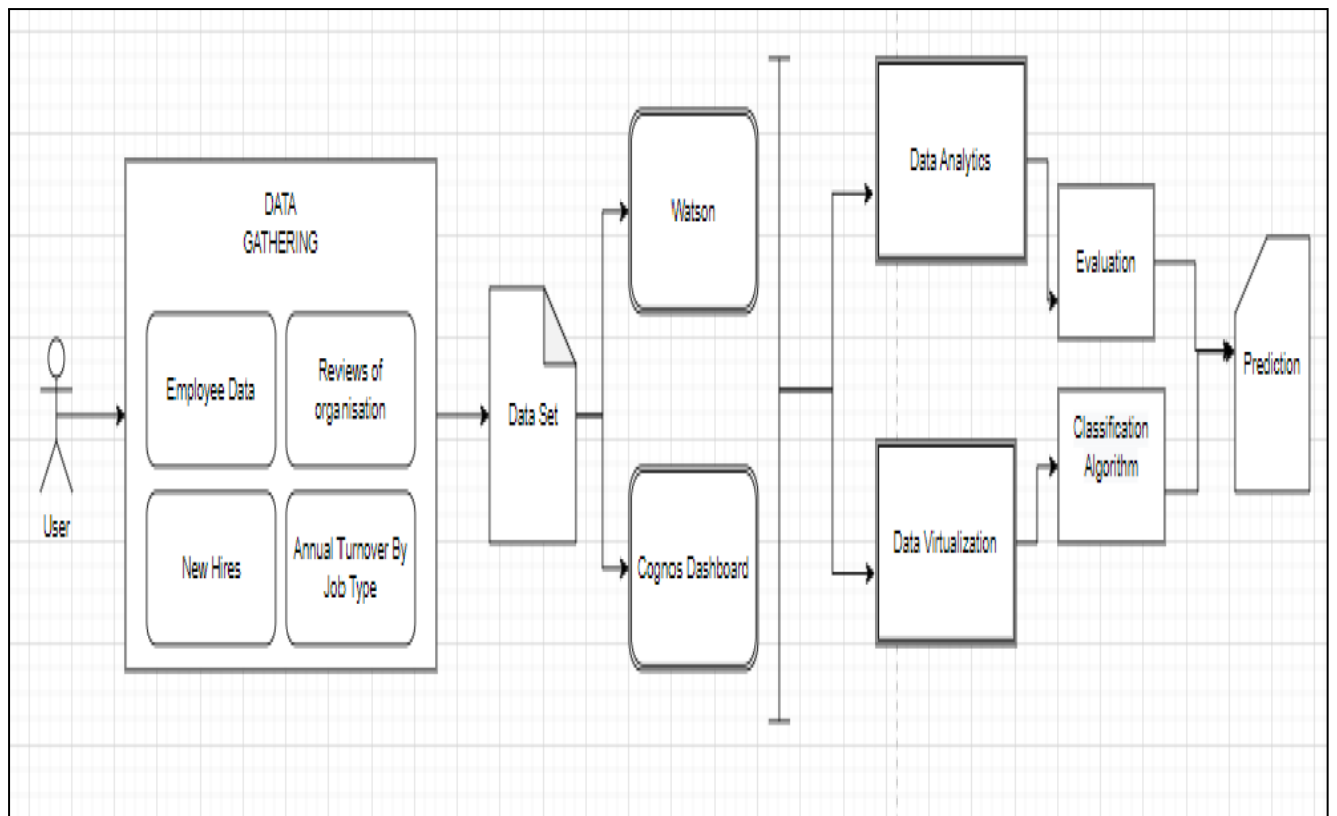 DATA
GATHERING
Employee Data
Reviews of
organisation
New Hires
Annual Turnover By
Job Type
User
Data Set
Watson
Cognos Dashboard
Data Analytics
Data Virtualization
Evaluation
Classification
Algorithm
Prediction